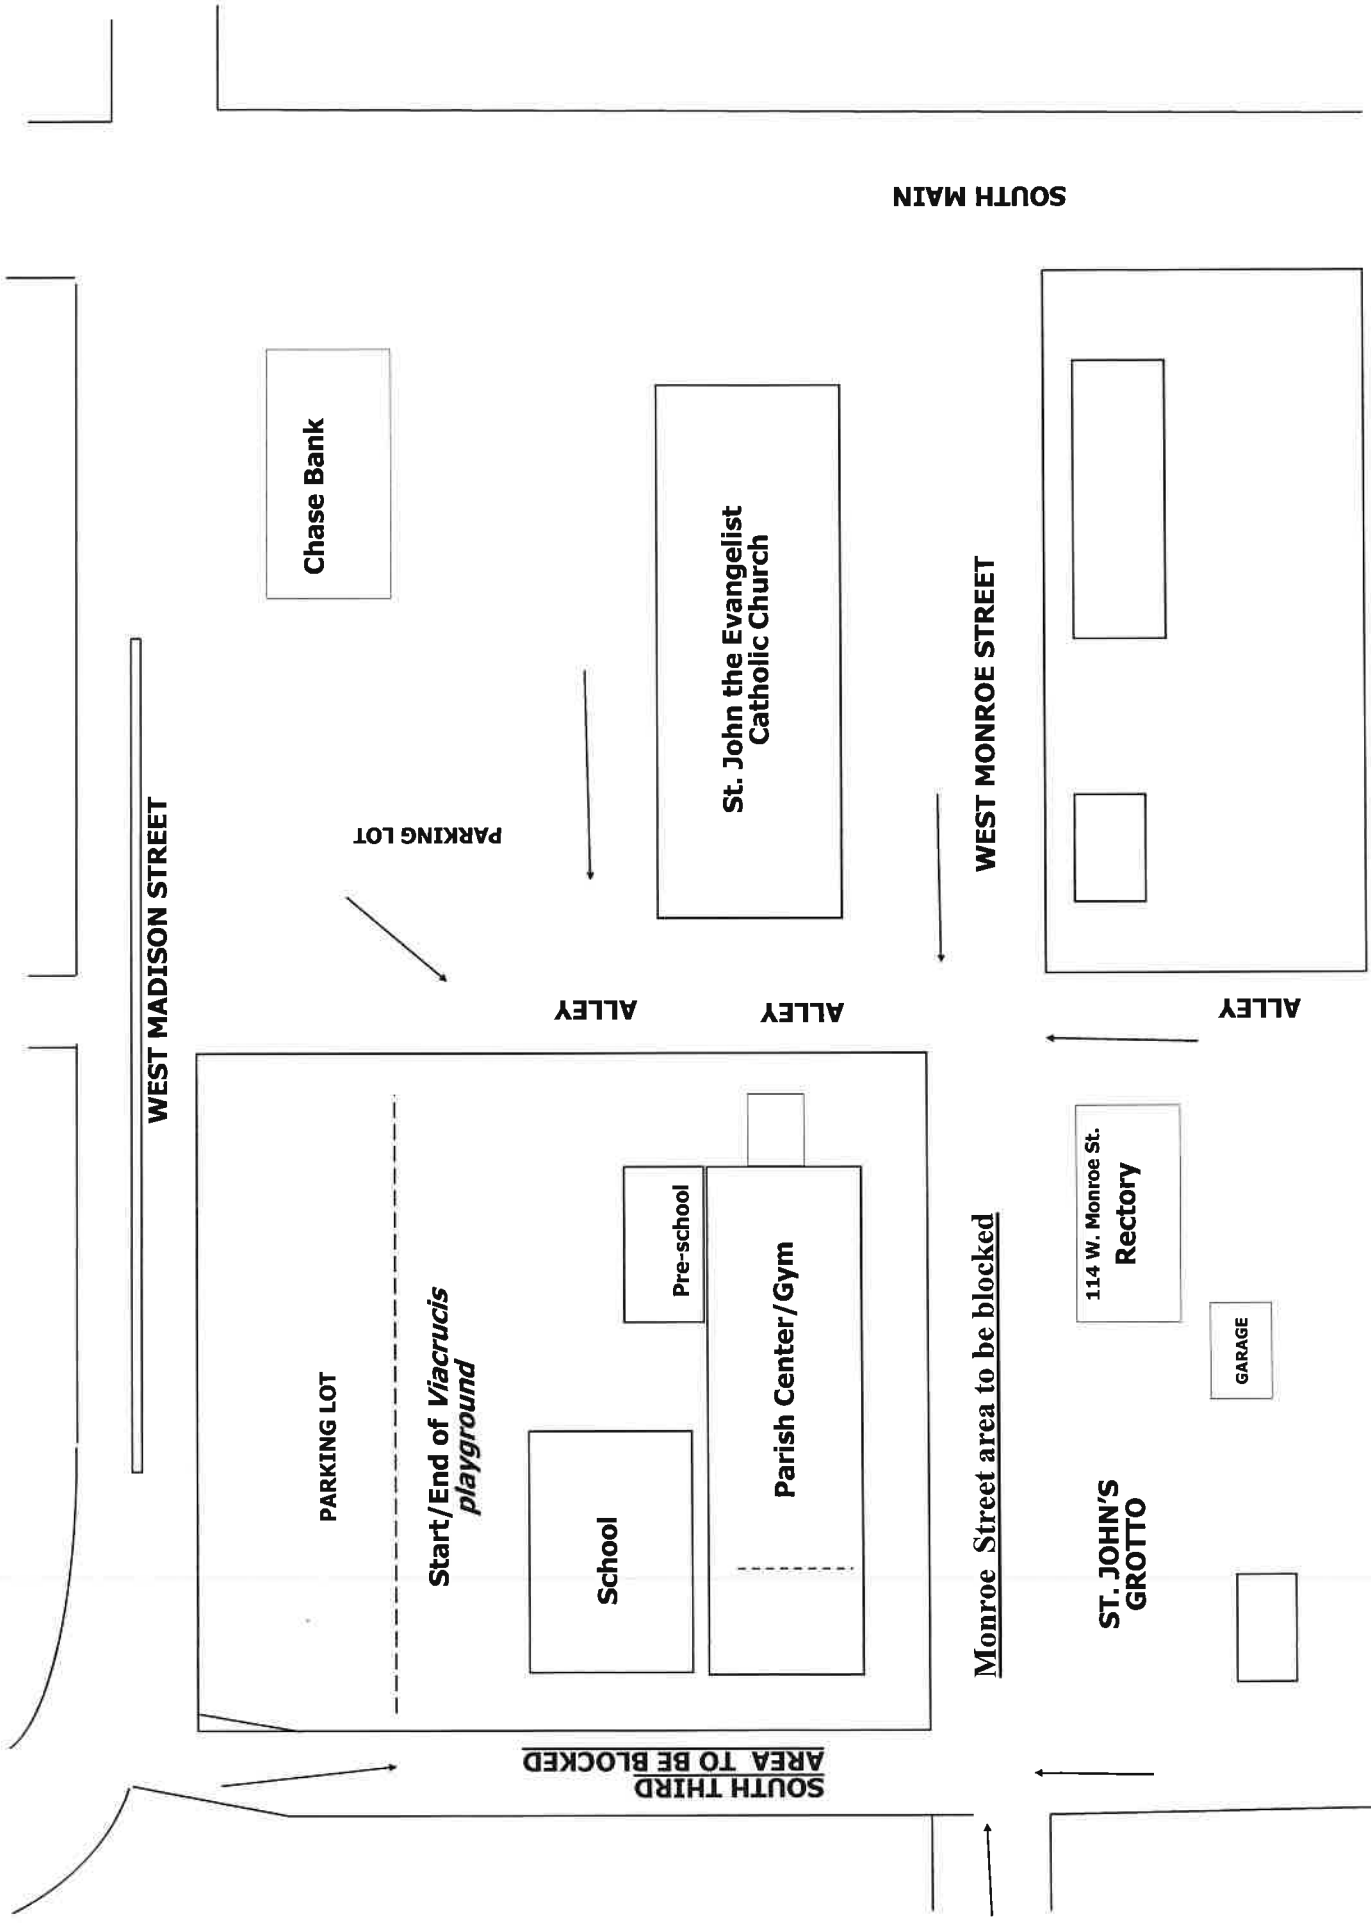 SOUTH MAIN
Chase Bank
WEST MADISON STREET
PARKING LOT
St. John the Evangelist
Catholic Church
WEST MONROE STREET
ALLEY
ALLEY
ALLEY
PARKING LOT
Start/End of Viacrucis
playground
Pre-school
School
Parish Center/Gym
Monroe Street area to be blocked
114 W. Monroe St.
Rectory
GARAGE
ST. JOHN'S
GROTTO
SOUTH THIRD
AREA TO BE BLOCKED